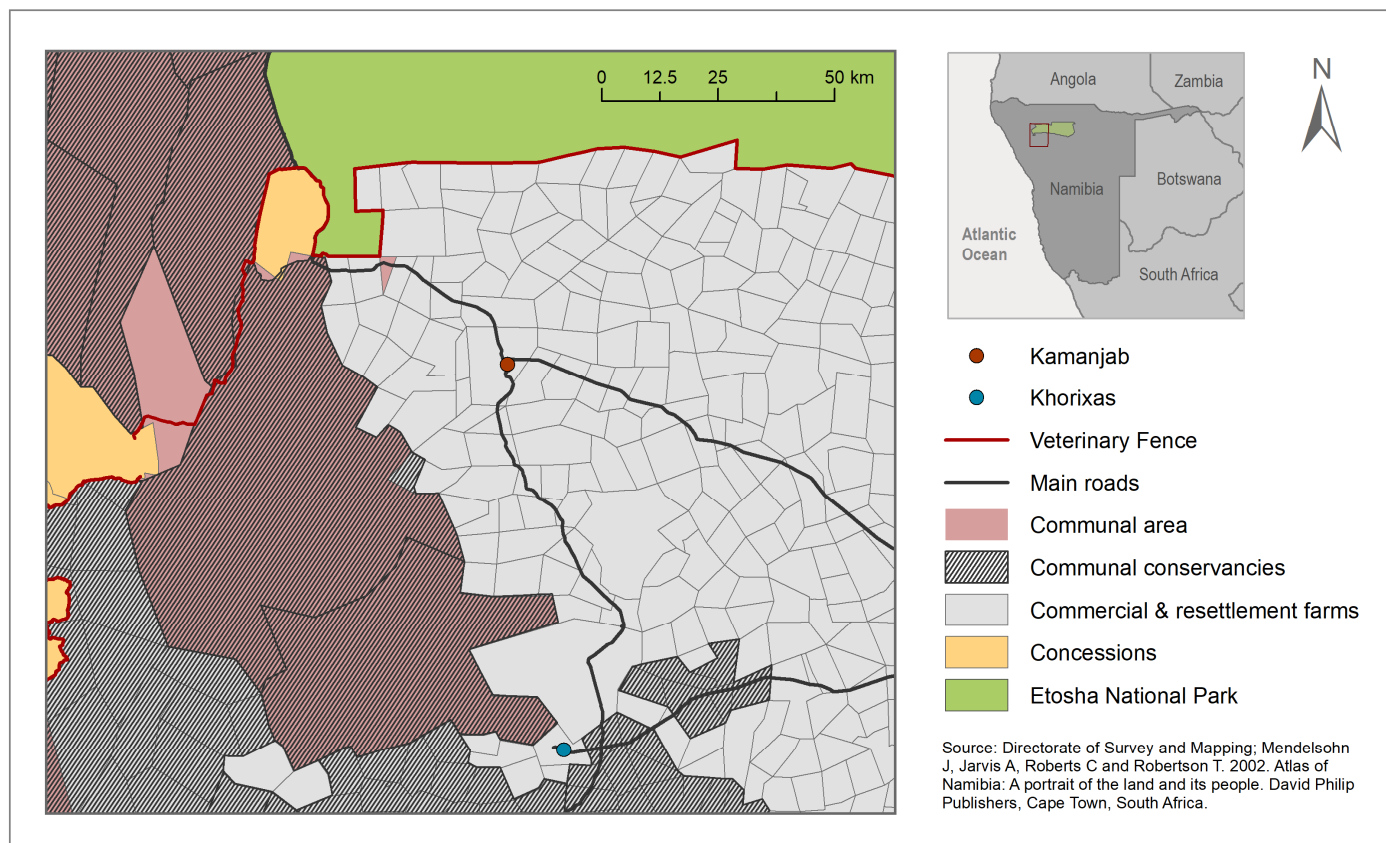 0 12.5 25 50 km
N
Angola
Zambia
Namibia
Botswana
Atlantic
Ocean
South Africa
Kamanjab
Khorixas
Veterinary Fence
Main roads
Communal area
Communal conservancies
Commercial & resettlement farms
Concessions
Etosha National Park
Source: Directorate of Survey and Mapping; Mendelsohn
J, Jarvis A, Roberts C and Robertson T. 2002. Atlas of
Namibia: A portrait of the land and its people. David Philip
Publishers, Cape Town, South Africa.